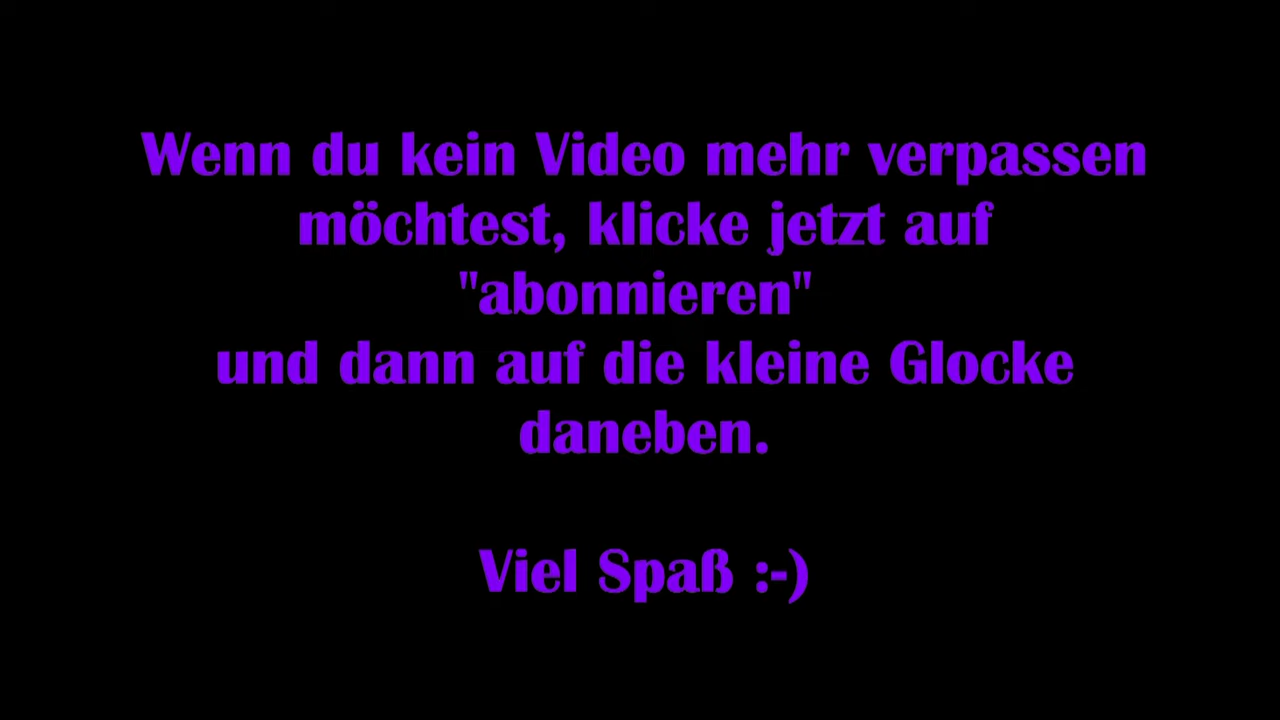 Wenn du kein Video mehr verpassen
möchtest, klicke jetzt auf
"abonnieren"
und dann auf die kleine Glocke
daneben.
Viel Spaß :-)